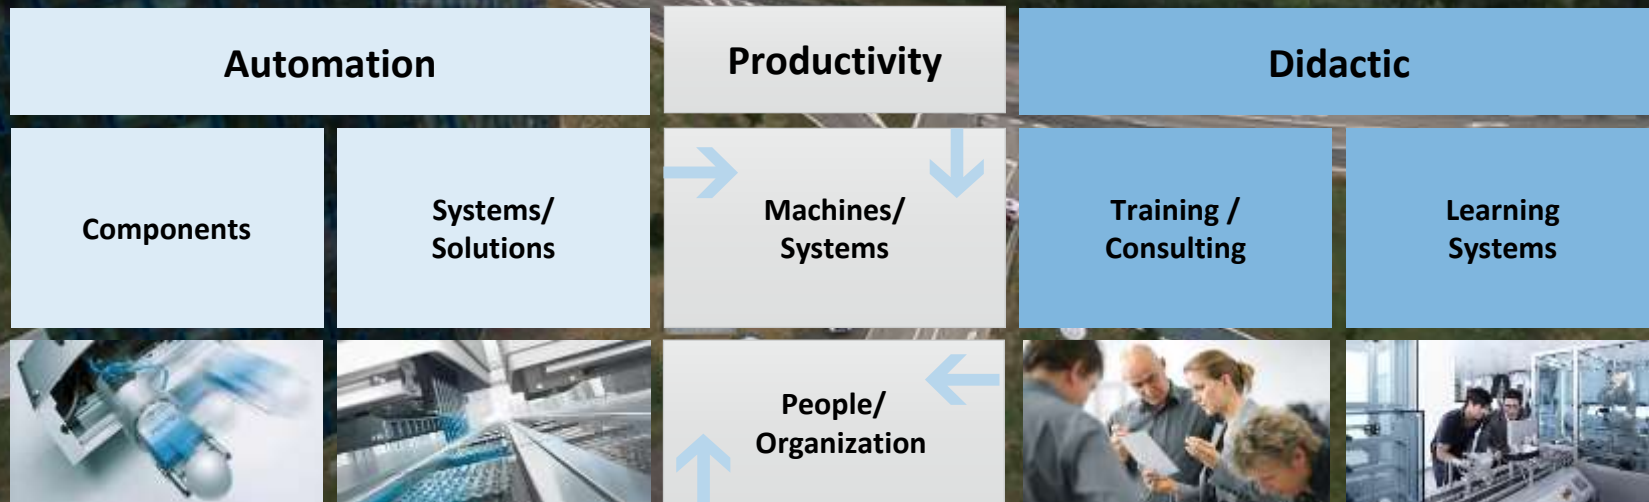 Automation
Productivity
Didactic
Components
Systems/
Solutions
Machines/
Systems
Training /
Consulting
Learning
Systems
People/
Organization